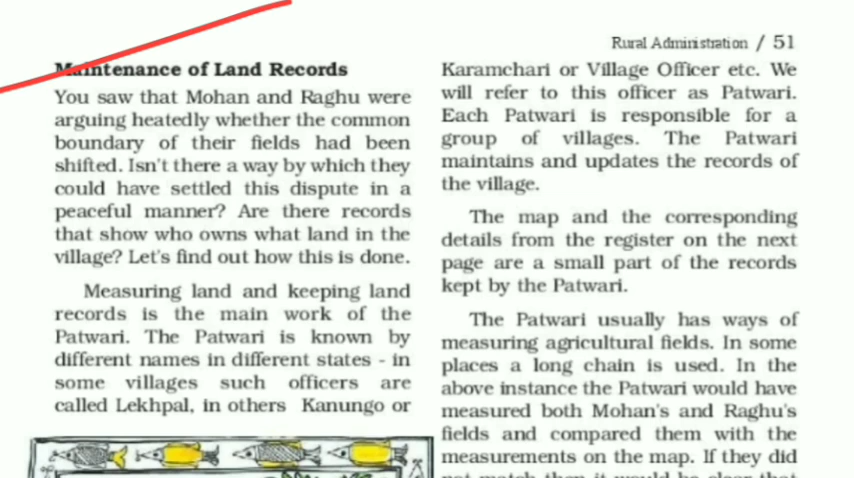 Rural Administration / 51
Maintenance of Land Records
You saw that Mohan and Raghu were
arguing heatedly whether the common
boundary of their fields had been
shifted. Isn't there a way by which they
could have settled this dispute in a
peaceful manner? Are there records
that show who owns what land in the
village? Let's find out how this is done.
Measuring land and keeping land
records is the main work of the
Patwari. The Patwari is known by
different names in different states - in
some villages such officers are
called Lekhpal, in others Kanungo or
Karamchari or Village Officer etc. We
will refer to this officer as Patwari.
Each Patwari is responsible for a
group of villages. The Patwari
maintains and updates the records of
the village.
The map and the corresponding
details from the register on the next
page are a small part of the records
kept by the Patwari.
The Patwari usually has ways of
measuring agricultural fields. In some
places a long chain is used. In the
above instance the Patwari would have
measured both Mohan's and Raghu's
fields and compared them with the
measurements on the map. If they did
not match then it would be clear that